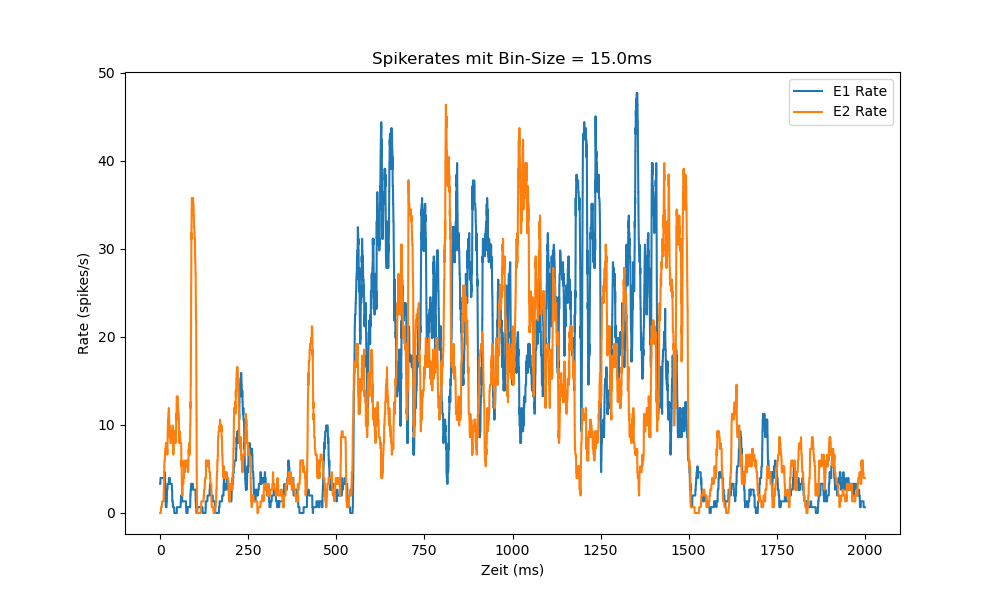 Spikerates mit Bin-Size = 15.0ms
E1 Rate
E2 Rate
50
40
30
20
10
0
Rate (spikes/s)
0 250 500 750 1000 1250 1500 1750 2000
Zeit (ms)